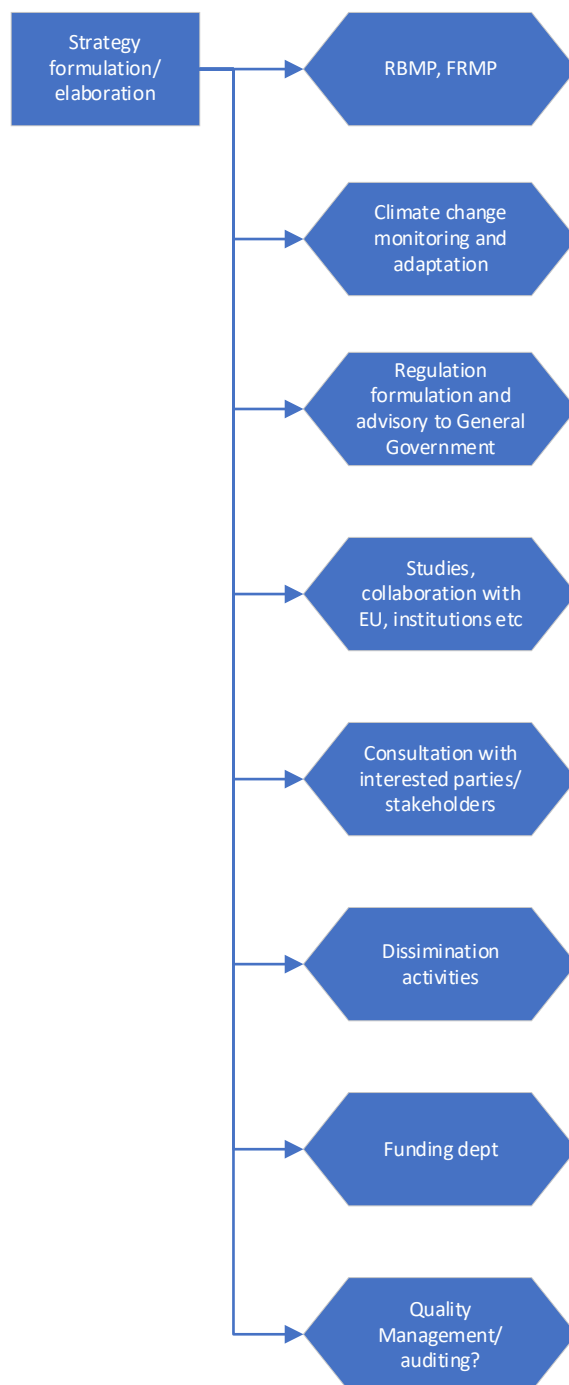 Strategy
formulation/
elaboration
RBMP, FRMP
Climate change
monitoring and
adaptation
Regulation
formulation and
advisory to General
Government
Studies,
collaboration with
EU, institutions etc
Consultation with
interested parties/
stakeholders
Dissimination
activities
Funding dept
Quality
Management/
auditing?